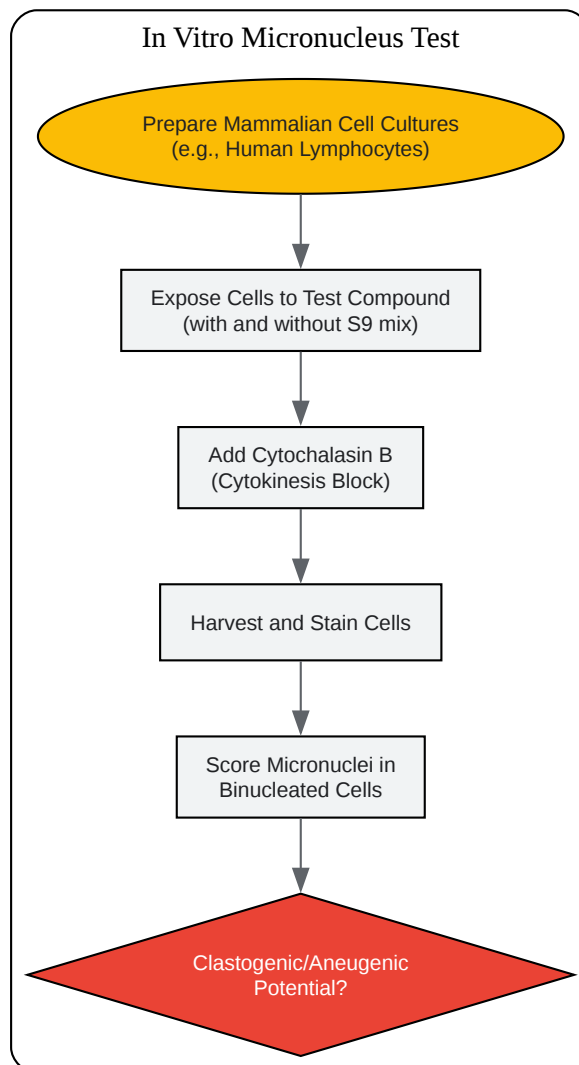 In Vitro Micronucleus Test
Prepare Mammalian Cell Cultures
(e.g., Human Lymphocytes)
Expose Cells to Test Compound
(with and without S9 mix)
Add Cytochalasin B
(Cytokinesis Block)
Harvest and Stain Cells
Score Micronuclei in
Binucleated Cells
Clastogenic/Aneugenic
Potential?